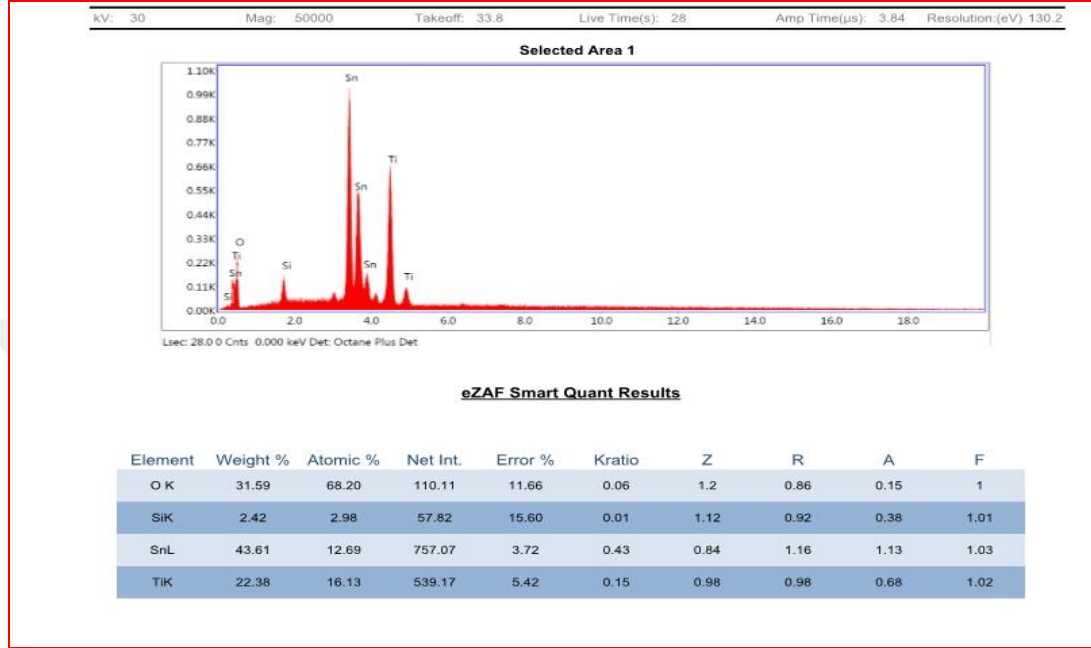 kV: 30 Mag: 50000 Takeoff: 33.8 Live Time(s): 28 Amp Time(µs): 3.84 Resolution:(eV) 130.2
Selected Area 1
1.10K
0.99K
0.88K
0.77K
0.66K
0.55K
0.44K
0.33K
0.22K
0.11K
0.00K
Sn
Ti
Sn
O
Ti
Sn
Si
Si
Sn
Ti
0.0 2.0 4.0 6.0 8.0 10.0 12.0 14.0 16.0 18.0
Lsec: 28.0 0 Cnts 0.000 keV Det: Octane Plus Det
eZAF Smart Quant Results
Element Weight % Atomic % Net Int. Error % Kratio Z R A F
O K 31.59 68.20 110.11 11.66 0.06 1.2 0.86 0.15 1
SiK 2.42 2.98 57.82 15.60 0.01 1.12 0.92 0.38 1.01
SnL 43.61 12.69 757.07 3.72 0.43 0.84 1.16 1.13 1.03
TiK 22.38 16.13 539.17 5.42 0.15 0.98 0.98 0.68 1.02